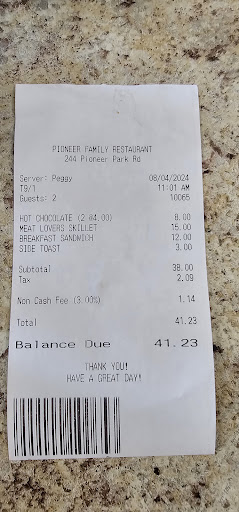 PIONEER FAMILY RESTAURANT
244 Pioneer Park Rd
Server: Peggy 08/04/2024
T9/1 11:01 AM
Guests: 2 10065
HOT CHOCOLATE (2 @4.00) 8.00
MEAT LOVERS SKILLET 15.00
BREAKFAST SANDWICH 12.00
SIDE TOAST 3.00
Subtotal 38.00
Tax 2.09
Non Cash Fee (3.00%) 1.14
Total 41.23
Balance Due 41.23
THANK YOU!
HAVE A GREAT DAY!